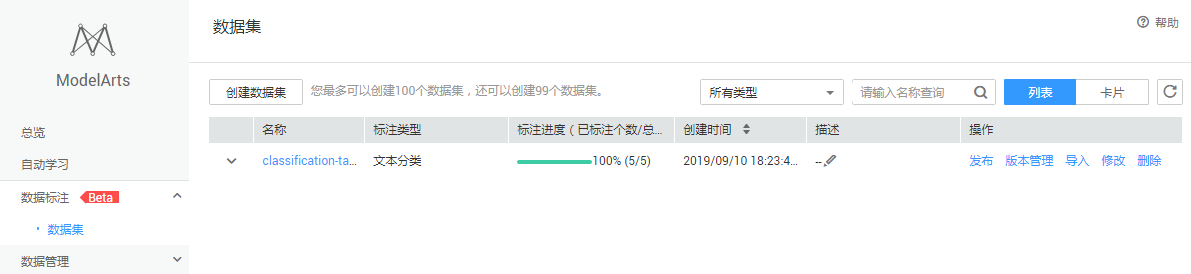 数据集
帮助
ModelArts
总览
自动学习
数据标注 Beta
数据集
数据管理
创建数据集 您最多可以创建100个数据集，还可以创建99个数据集。 所有类型 请输入名称查询 列表 卡片
名称 标注类型 标注进度（已标注个数/总... 创建时间 描述 操作
classification-ta... 文本分类 100% (5/5) 2019/09/10 18:23:4... -- 发布 版本管理 导入 修改 删除